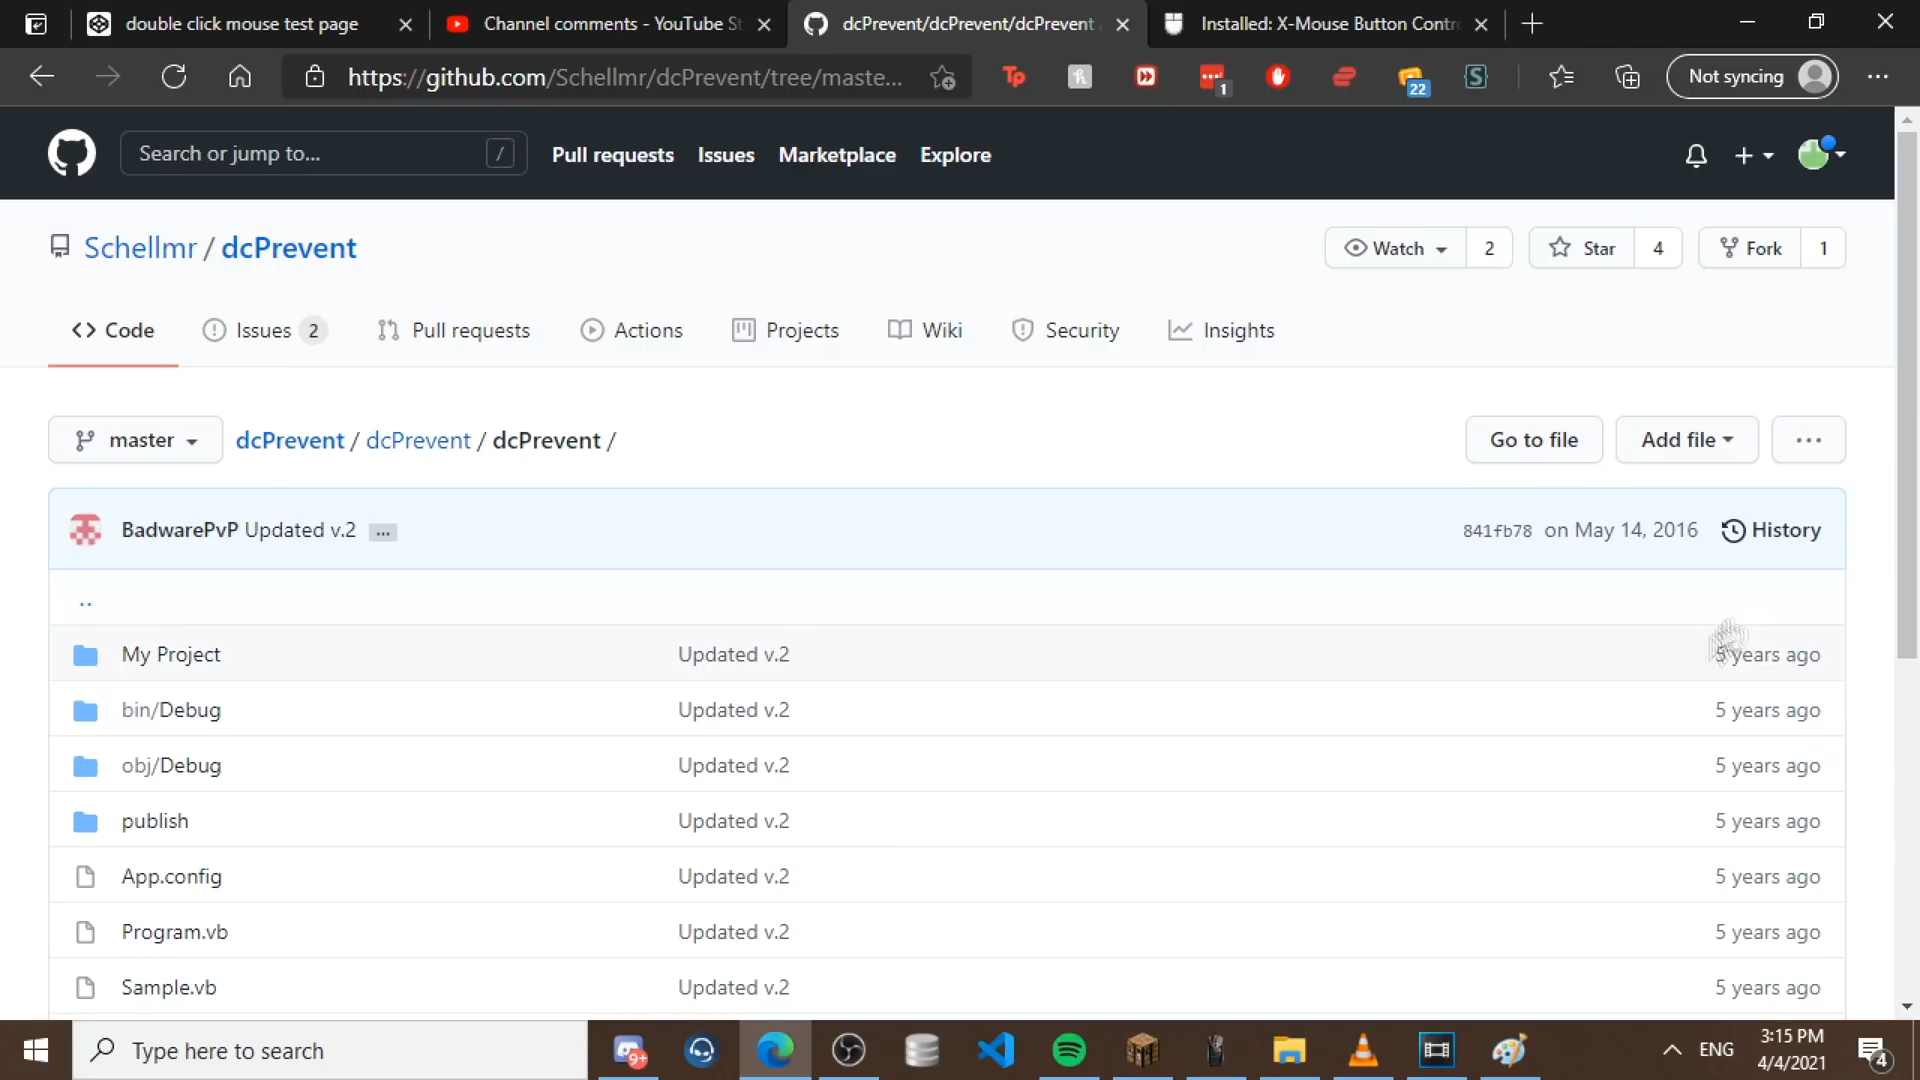 double click mouse test page
Channel comments - YouTube St
dcPrevent/dcPrevent/dcPrevent
Installed: X-Mouse Button Contr
https://github.com/Schellmr/dcPrevent/tree/maste...
Tp
1
22
S
Not syncing
Search or jump to...
/
Pull requests
Issues
Marketplace
Explore
Schellmr / dcPrevent
Watch 2
Star 4
Fork 1
Code
Issues 2
Pull requests
Actions
Projects
Wiki
Security
Insights
master
dcPrevent / dcPrevent / dcPrevent /
Go to file
Add file
...
BadwarePvP Updated v.2 ...
841fb78 on May 14, 2016
History
..
My Project Updated v.2 5 years ago
bin/Debug Updated v.2 5 years ago
obj/Debug Updated v.2 5 years ago
publish Updated v.2 5 years ago
App.config Updated v.2 5 years ago
Program.vb Updated v.2 5 years ago
Sample.vb Updated v.2 5 years ago
Type here to search
9+
ENG
3:15 PM
4/4/2021
4